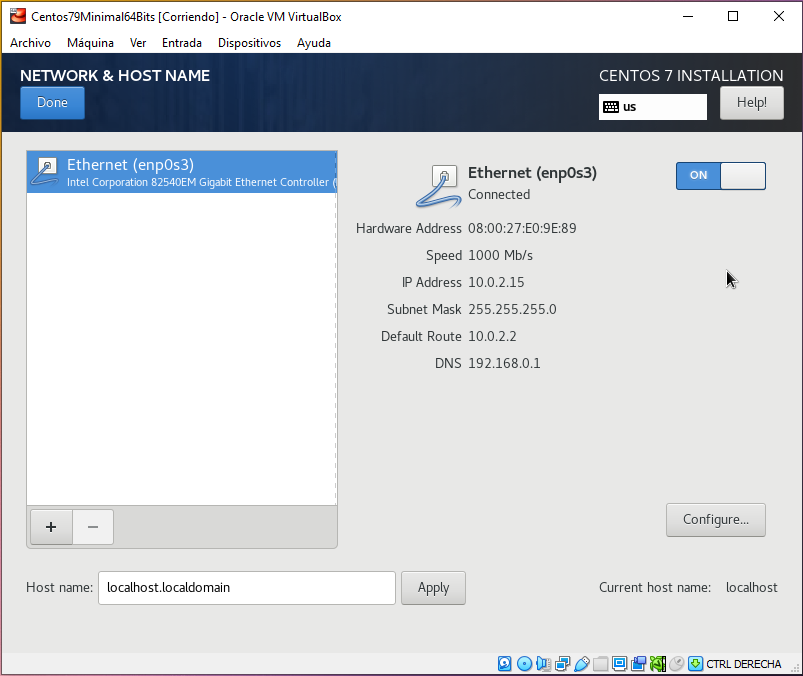 Centos79Minimal64Bits [Corriendo] - Oracle VM VirtualBox
Archivo Máquina Ver Entrada Dispositivos Ayuda
NETWORK & HOST NAME
CENTOS 7 INSTALLATION
Done
us
Help!
Ethernet (enp0s3)
Intel Corporation 82540EM Gigabit Ethernet Controller (
Ethernet (enp0s3)
Connected
ON
Hardware Address 08:00:27:E0:9E:89
Speed 1000 Mb/s
IP Address 10.0.2.15
Subnet Mask 255.255.255.0
Default Route 10.0.2.2
DNS 192.168.0.1
+ −
Configure...
Host name: localhost.localdomain Apply
Current host name: localhost
CTRL DERECHA